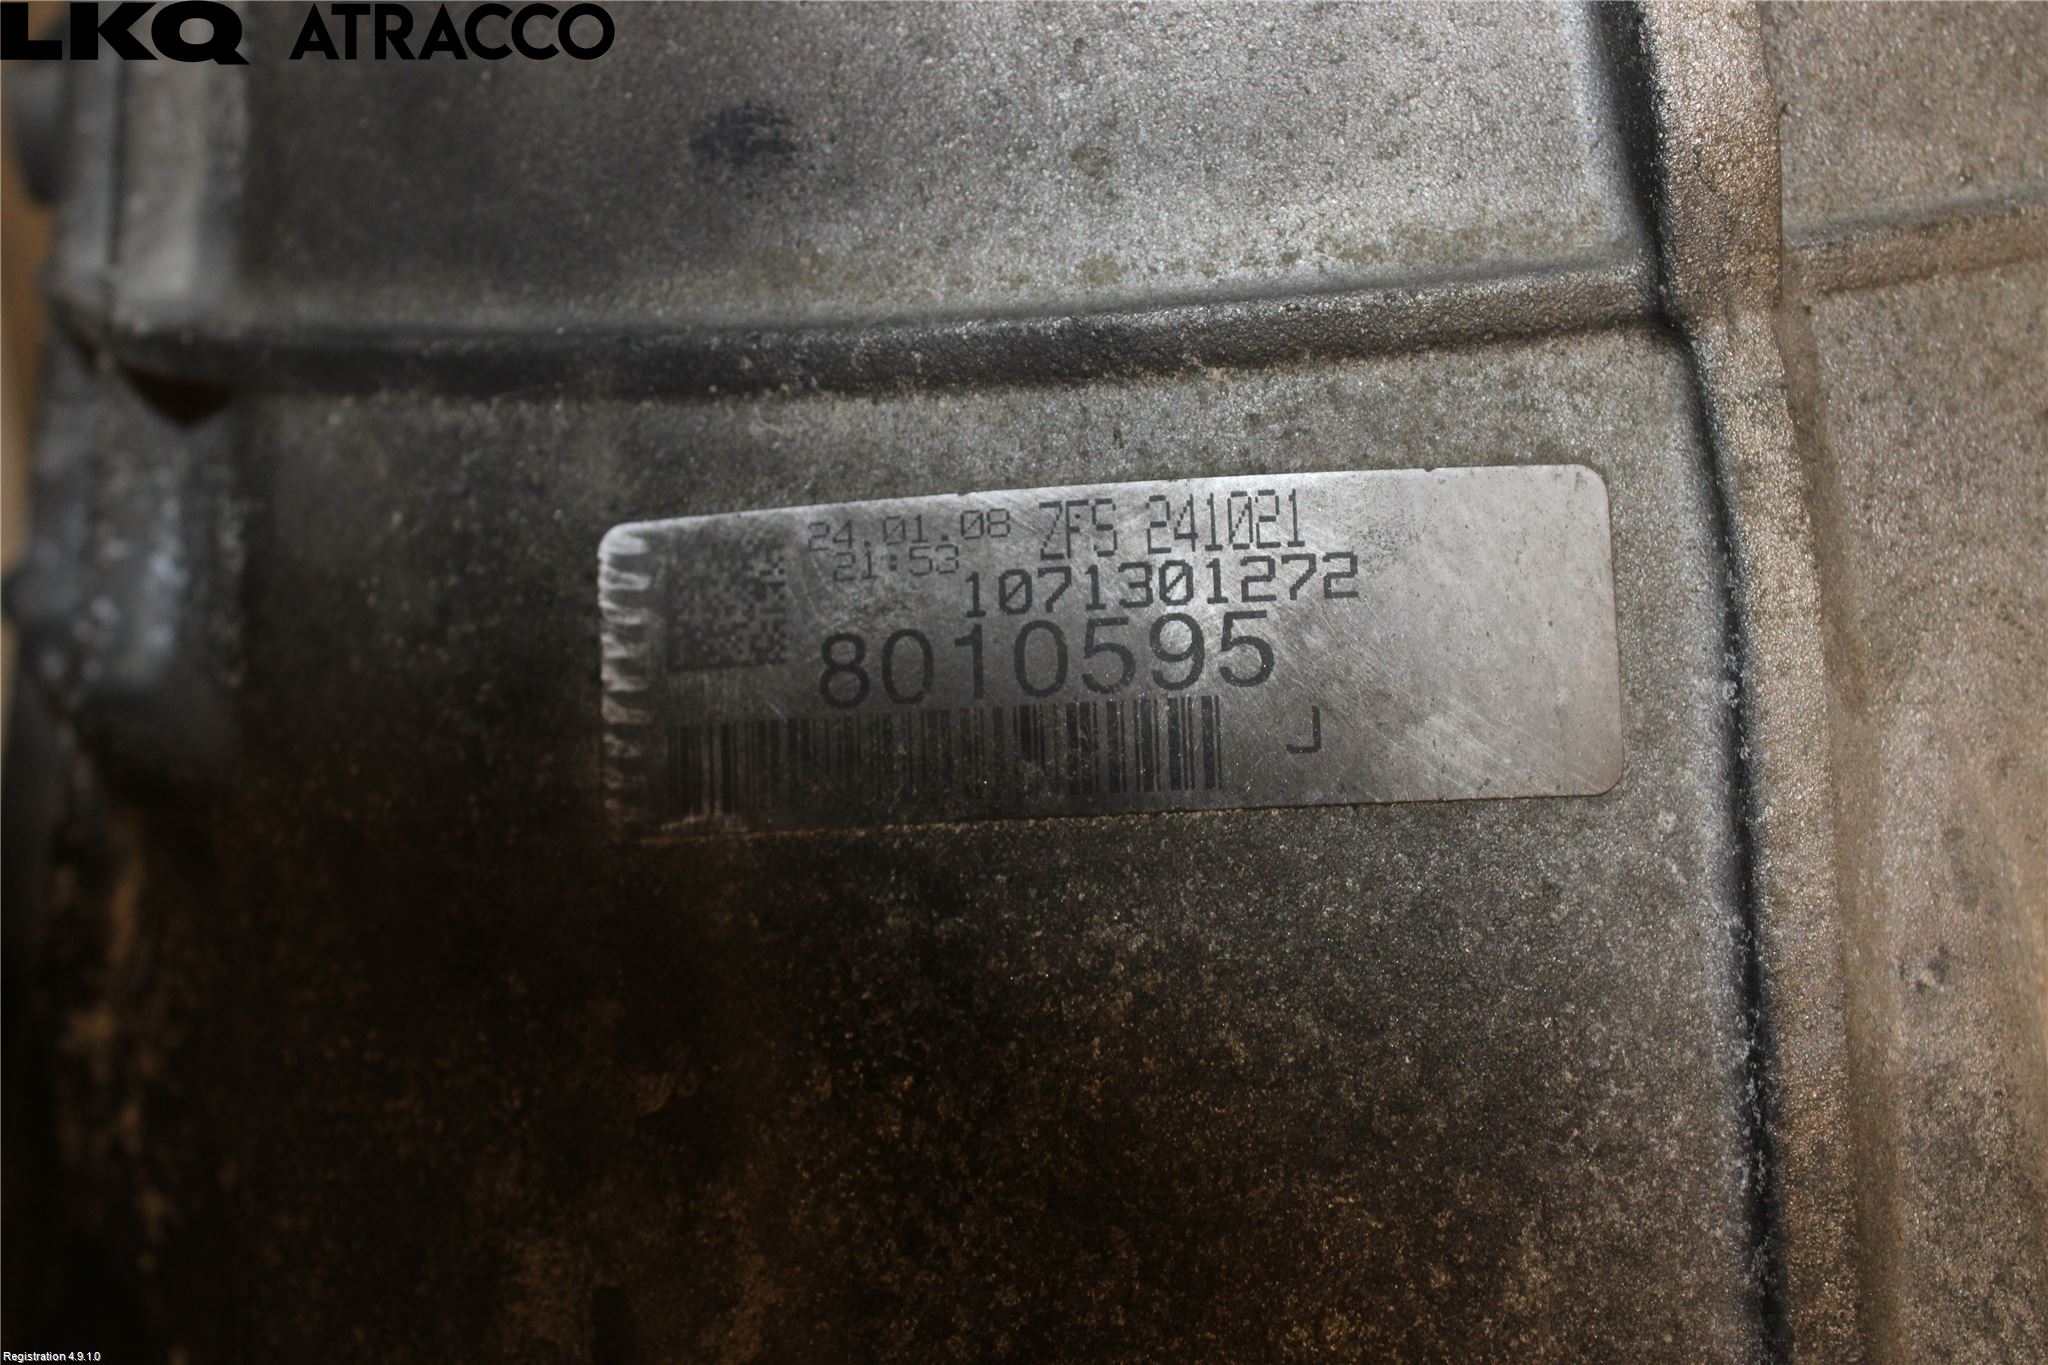 LKQ ATRACCO
24.01.08 ZFS 241021
21:53
1071301272
8010595
J
Registration 4.9.1.0